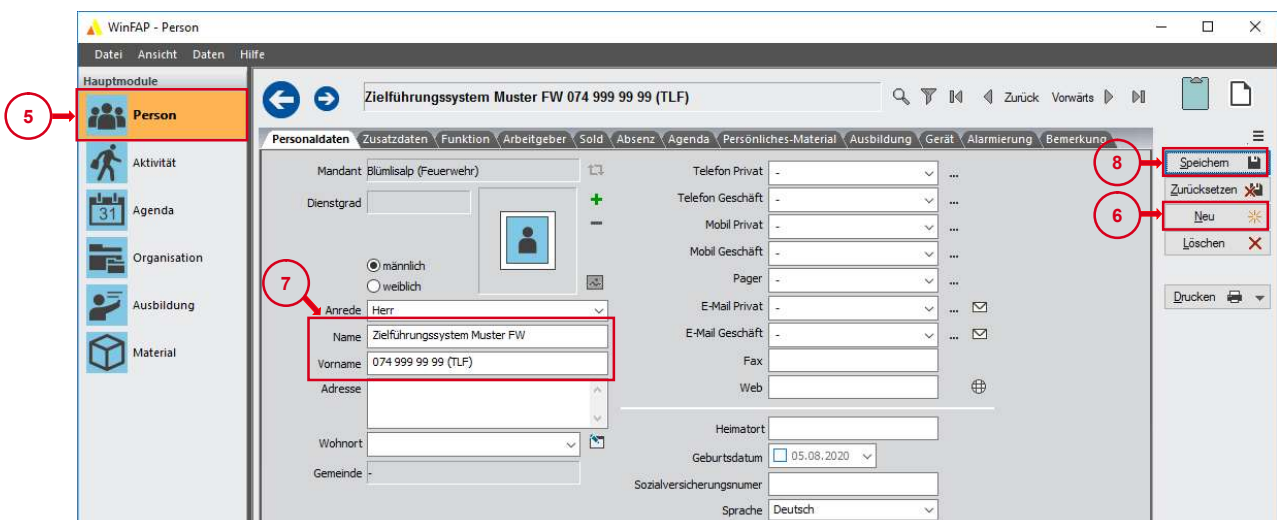 WinFAP - Person
Datei Ansicht Daten Hilfe
Hauptmodule
5
Person
Aktivität
31
Agenda
Organisation
Ausbildung
Material
Zielführungssystem Muster FW 074 999 99 99 (TLF)
Zurück Vorwärts
Personaldaten Zusatzdaten Funktion Arbeitgeber Sold Absenz Agenda Persönliches-Material Ausbildung Gerät Alarmierung Bemerkung
Mandant Blümlisalp (Feuerwehr)
Dienstgrad
männlich
weiblich
7
Anrede Herr
Name Zielführungssystem Muster FW
Vorname 074 999 99 99 (TLF)
Adresse
Wohnort
Gemeinde -
Telefon Privat - ...
Telefon Geschäft - ...
Mobil Privat - ...
Mobil Geschäft - ...
Pager - ...
E-Mail Privat - ...
E-Mail Geschäft - ...
Fax
Web
Heimatort
Geburtsdatum 05.08.2020
Sozialversicherungsnumer
Sprache Deutsch
8
Speichern
Zurücksetzen
6
Neu
Löschen
Drucken